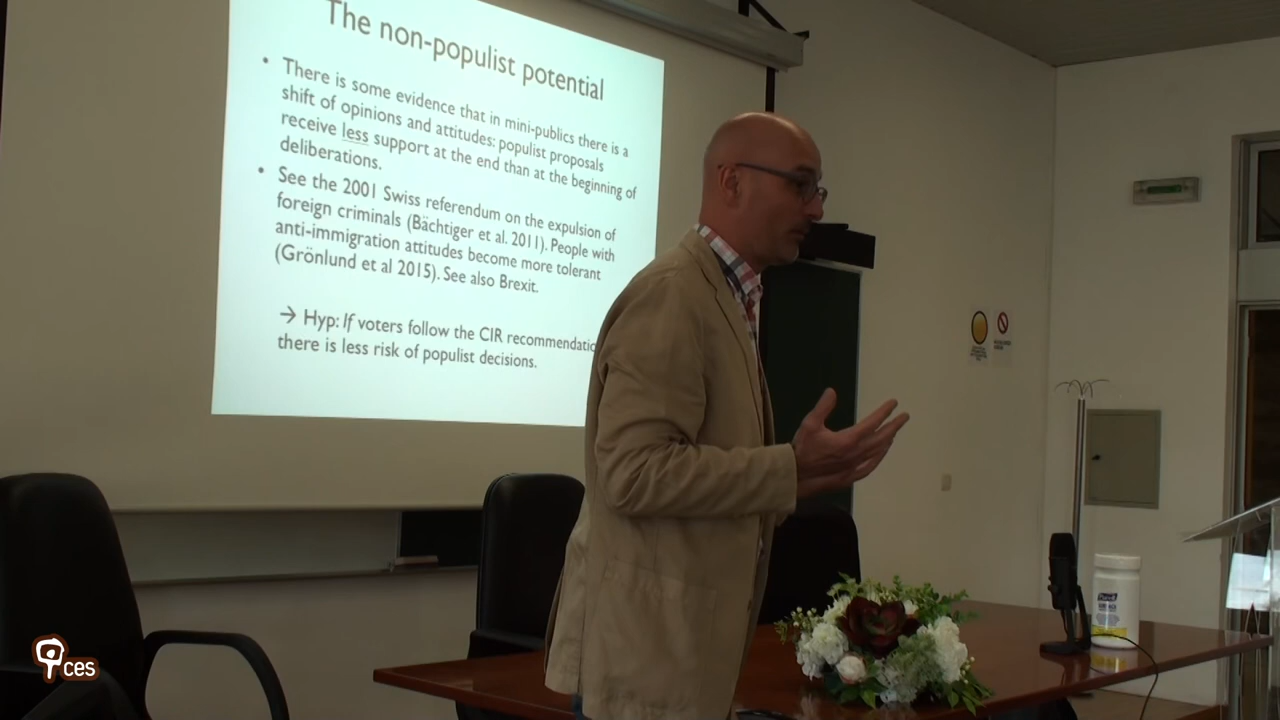 The non-populist potential
• There is some evidence that in mini-publics there is a
shift of opinions and attitudes: populist proposals
receive less support at the end than at the beginning of
deliberations.
• See the 2001 Swiss referendum on the expulsion of
foreign criminals (Bächtiger et al. 2011). People with
anti-immigration attitudes become more tolerant
(Grönlund et al 2015). See also Brexit.
→ Hyp: If voters follow the CIR
there is less risk of populist decisions.
ces